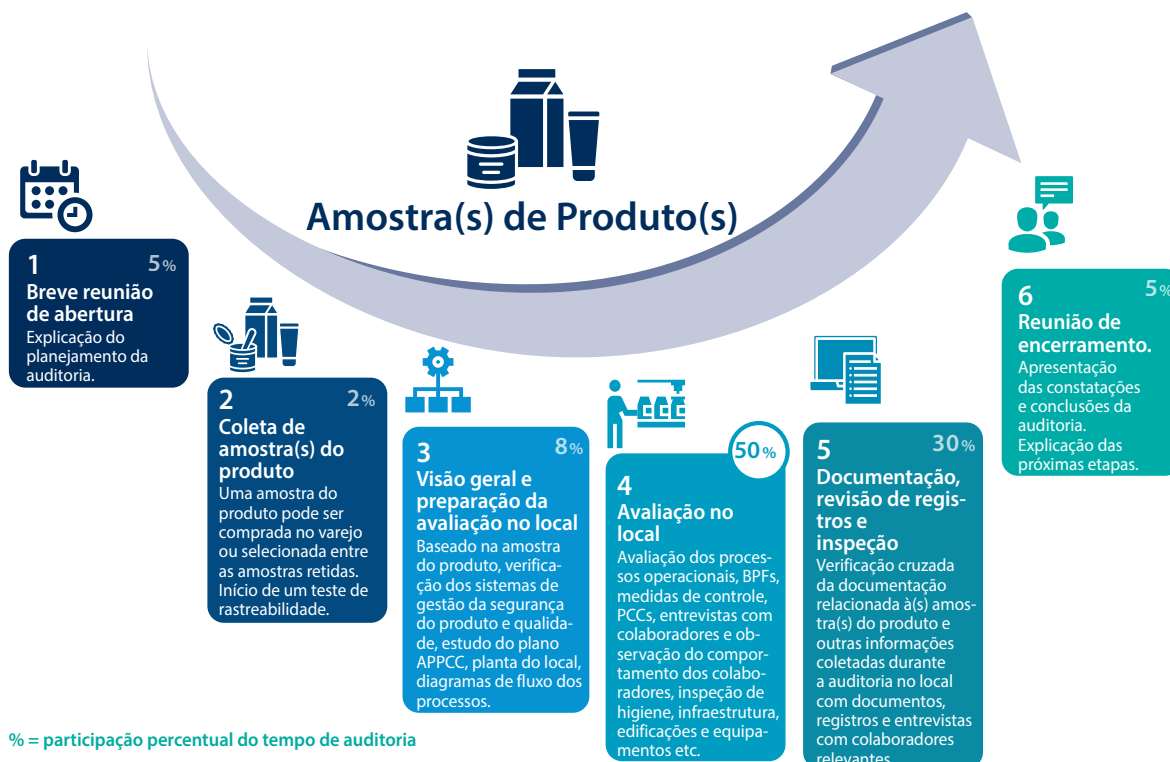 Amostra(s) de Produto(s)
1
5%
Breve reunião
de abertura
Explicação do
planejamento da
auditoria.
2
2%
Coleta de
amostra(s) do
produto
Uma amostra do
produto pode ser
comprada no varejo
ou selecionada entre
as amostras retidas.
Início de um teste de
rastreabilidade.
3
8%
Visão geral e
preparação da
avaliação no local
Baseado na amostra
do produto, verifica-
ção dos sistemas de
gestão da segurança
do produto e qualida-
de, estudo do plano
APPCC, planta do local,
diagramas de fluxo dos
processos.
4
50%
Avaliação no
local
Avaliação dos proces-
sos operacionais, BPFs,
medidas de controle,
PCCs, entrevistas com
colaboradores e ob-
servação do compor-
tamento dos colabo-
radores, inspeção de
higiene, infraestrutura,
edificações e equipa-
mentos etc.
5
30%
Documentação,
revisão de regis-
tros e
inspeção
Verificação cruzada
da documentação
relacionada à(s) amos-
tra(s) do produto e
outras informações
coletadas durante
a auditoria no local
com documentos,
registros e entrevistas
com colaboradores
relevantes
6
5%
Reunião de
encerramento.
Apresentação
das constatações
e conclusões da
auditoria.
Explicação das
próximas etapas.
% = participação percentual do tempo de auditoria